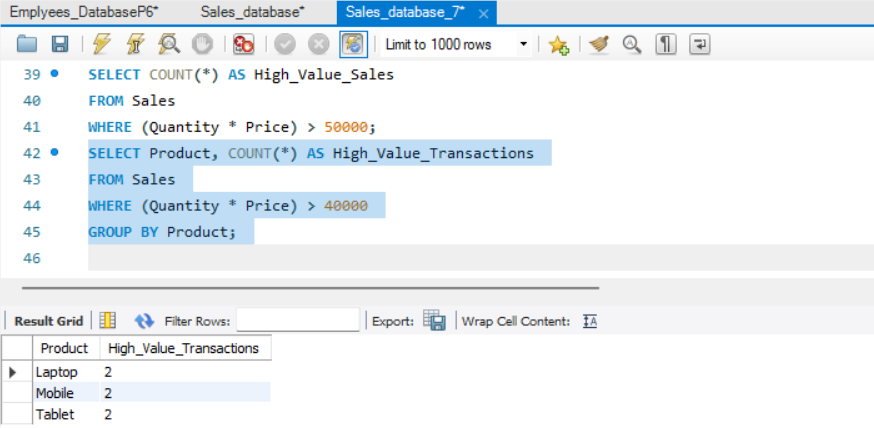 Emplyees_DatabaseP6* Sales_database* Sales_database_7* ×
Limit to 1000 rows
39 SELECT COUNT(*) AS High_Value_Sales
40 FROM Sales
41 WHERE (Quantity * Price) > 50000;
42 SELECT Product, COUNT(*) AS High_Value_Transactions
43 FROM Sales
44 WHERE (Quantity * Price) > 40000
45 GROUP BY Product;
46
Result Grid Filter Rows: Export: Wrap Cell Content:
Product High_Value_Transactions
Laptop 2
Mobile 2
Tablet 2